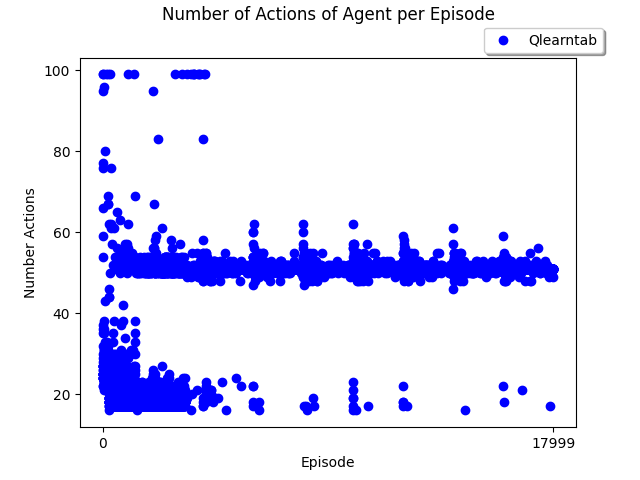 Number of Actions of Agent per Episode
Qlearntab
100
80
60
40
20
Number Actions
0
17999
Episode